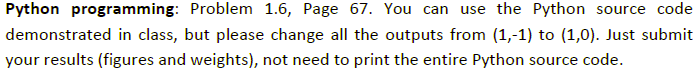 Python programming: Problem 1.6, Page 67. You can use the Python source code
demonstrated in class, but please change all the outputs from (1,-1) to (1,0). Just submit
your results (figures and weights), not need to print the entire Python source code.